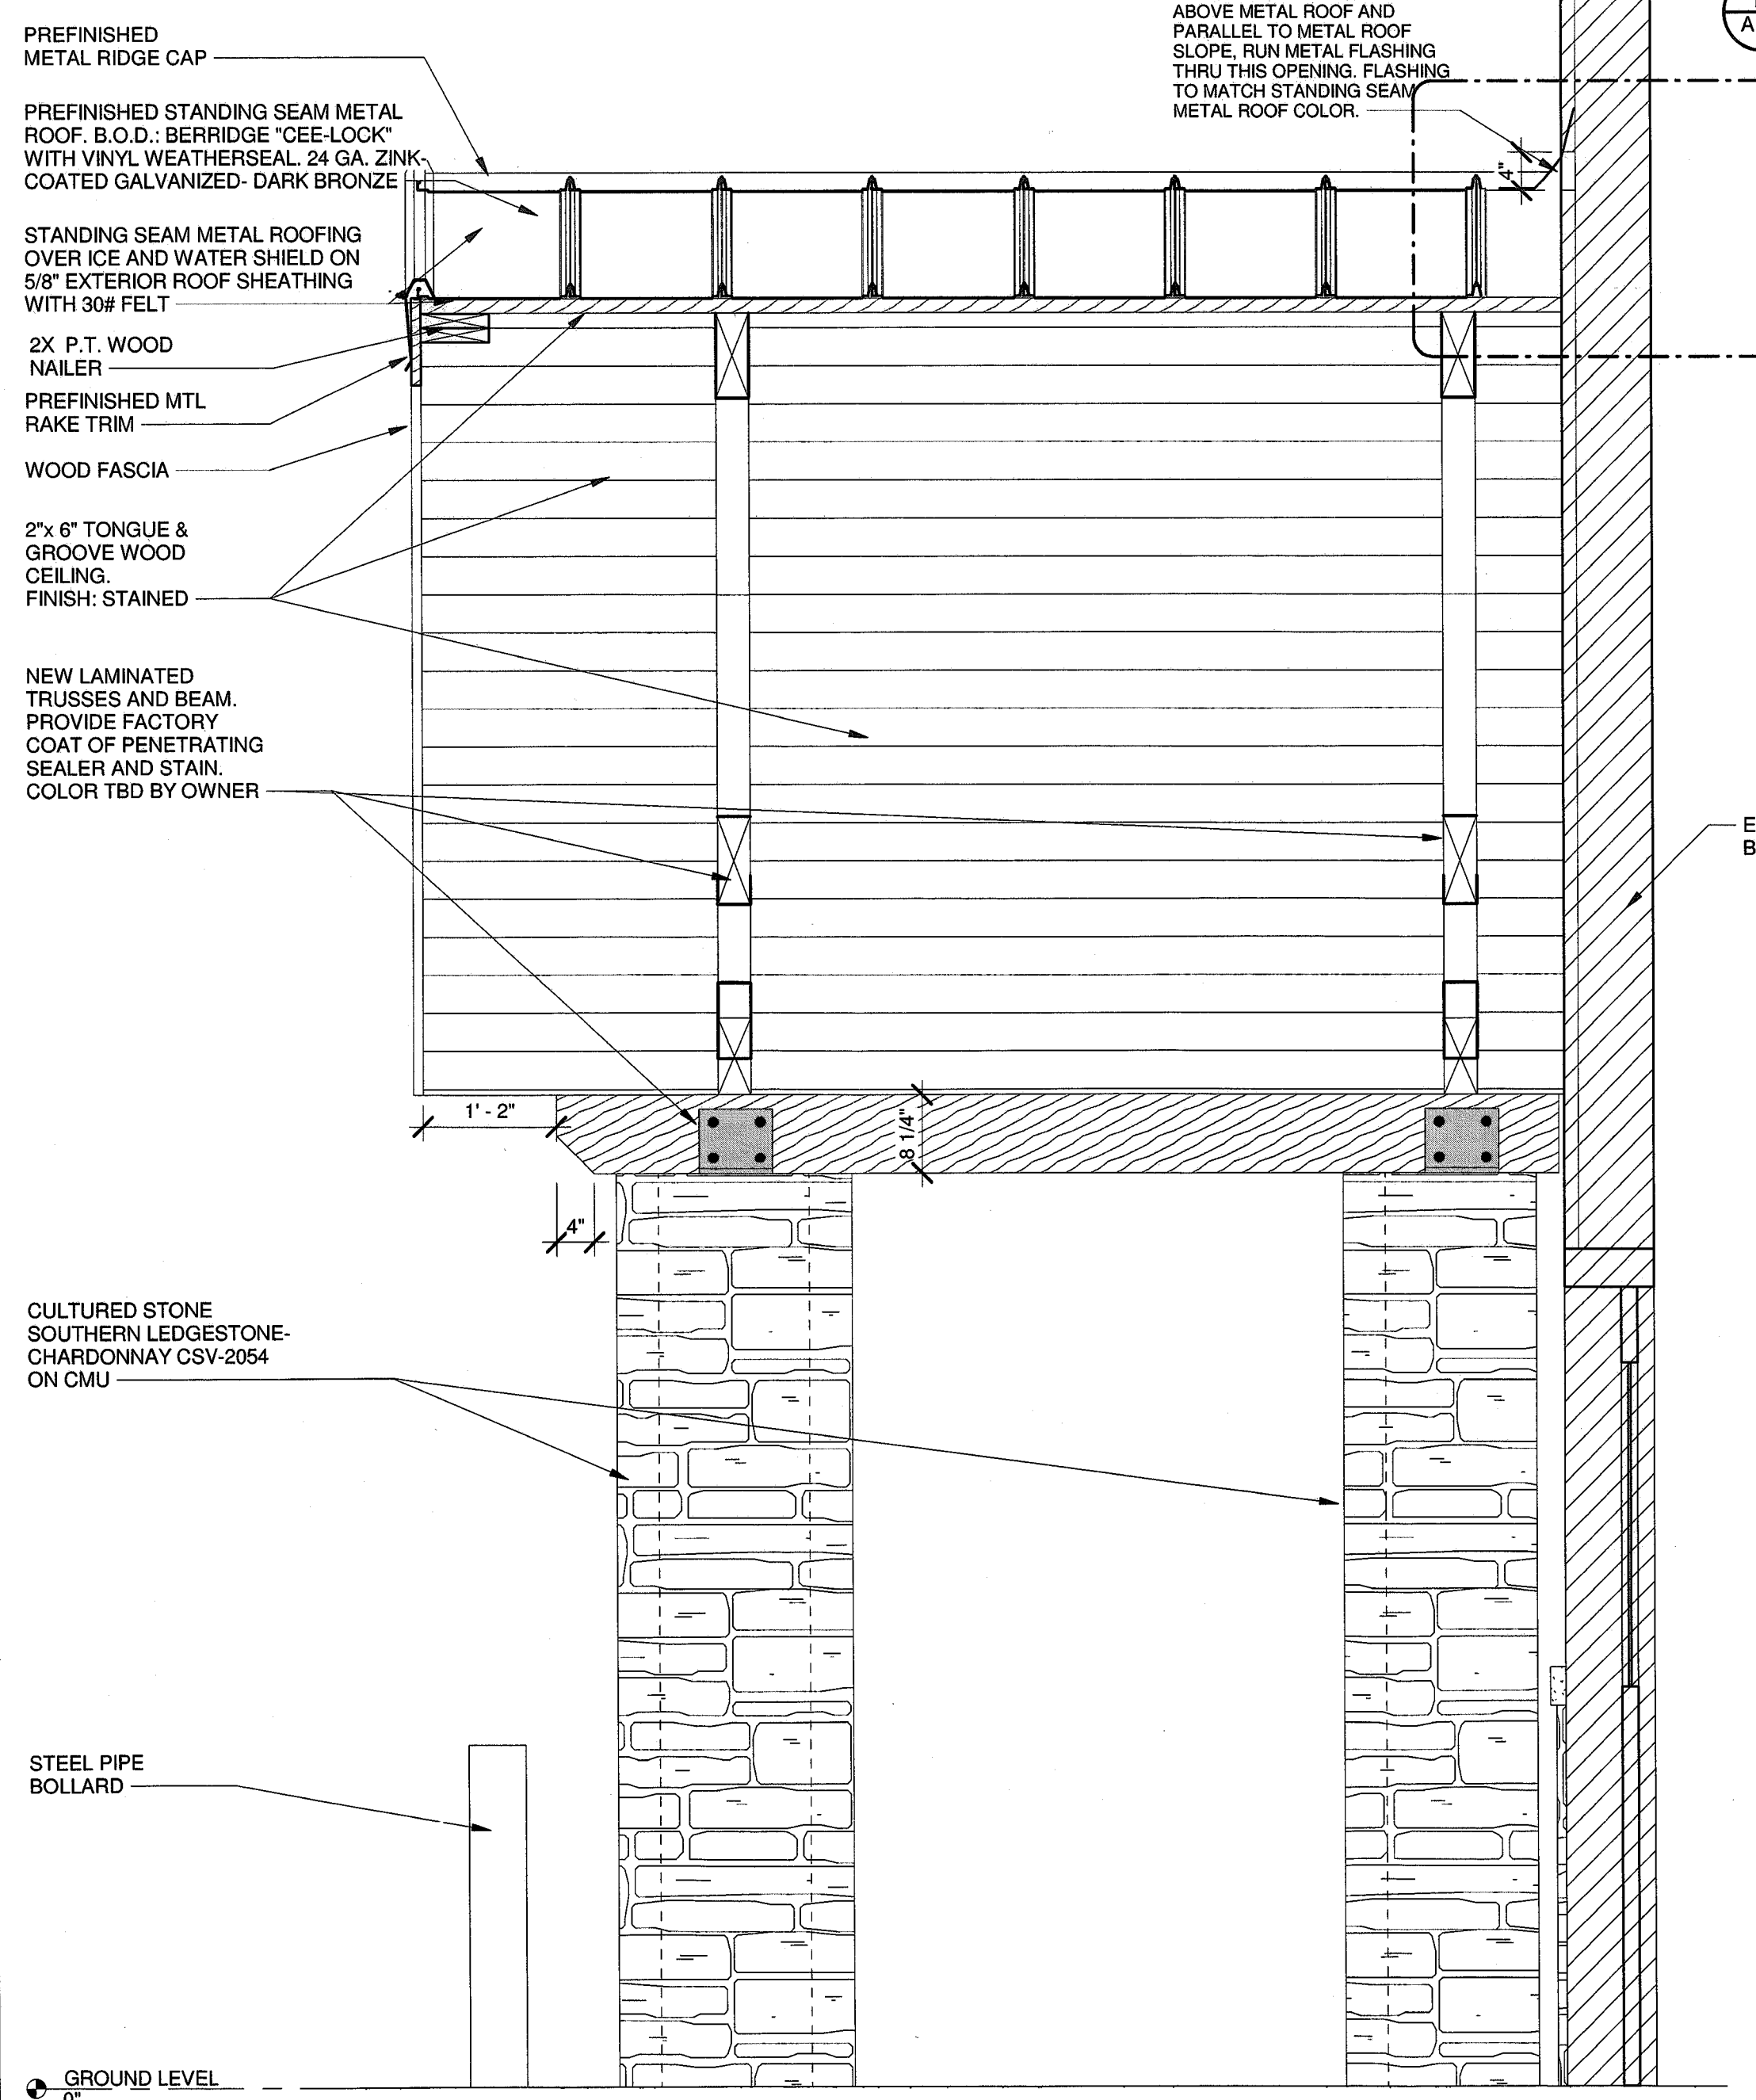 PREFINISHED
METAL RIDGE CAP
PREFINISHED STANDING SEAM METAL
ROOF. B.O.D.: BERRIDGE "CEE-LOCK"
WITH VINYL WEATHERSEAL. 24 GA. ZINK-
COATED GALVANIZED- DARK BRONZE
STANDING SEAM METAL ROOFING
OVER ICE AND WATER SHIELD ON
5/8" EXTERIOR ROOF SHEATHING
WITH 30# FELT
2X P.T. WOOD
NAILER
PREFINISHED MTL
RAKE TRIM
WOOD FASCIA
2"x 6" TONGUE &
GROOVE WOOD
CEILING.
FINISH: STAINED
NEW LAMINATED
TRUSSES AND BEAM.
PROVIDE FACTORY
COAT OF PENETRATING
SEALER AND STAIN.
COLOR TBD BY OWNER
CULTURED STONE
SOUTHERN LEDGESTONE-
CHARDONNAY CSV-2054
ON CMU
STEEL PIPE
BOLLARD
GROUND LEVEL
0"
ABOVE METAL ROOF AND
PARALLEL TO METAL ROOF
SLOPE, RUN METAL FLASHING
THRU THIS OPENING. FLASHING
TO MATCH STANDING SEAM
METAL ROOF COLOR.
4"
A
E
B
1' - 2"
8 1/4"
4"